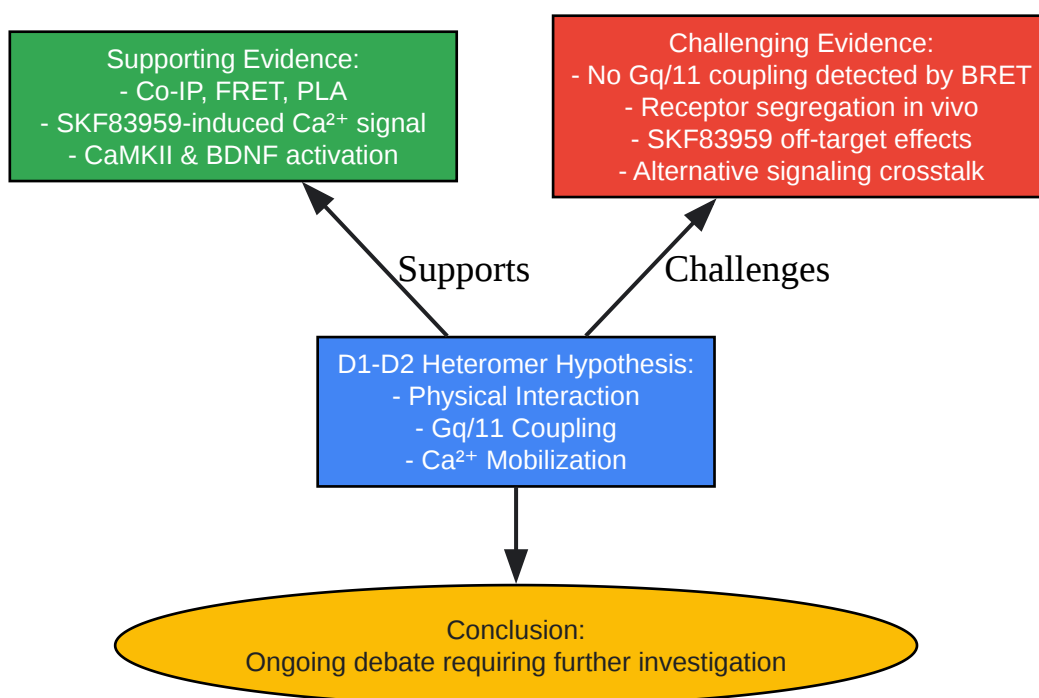 Supporting Evidence:
- Co-IP, FRET, PLA
- SKF83959-induced Ca²⁺ signal
- CaMKII & BDNF activation
Challenging Evidence:
- No Gq/11 coupling detected by BRET
- Receptor segregation in vivo
- SKF83959 off-target effects
- Alternative signaling crosstalk
Supports
Challenges
D1-D2 Heteromer Hypothesis:
- Physical Interaction
- Gq/11 Coupling
- Ca²⁺ Mobilization
Conclusion:
Ongoing debate requiring further investigation